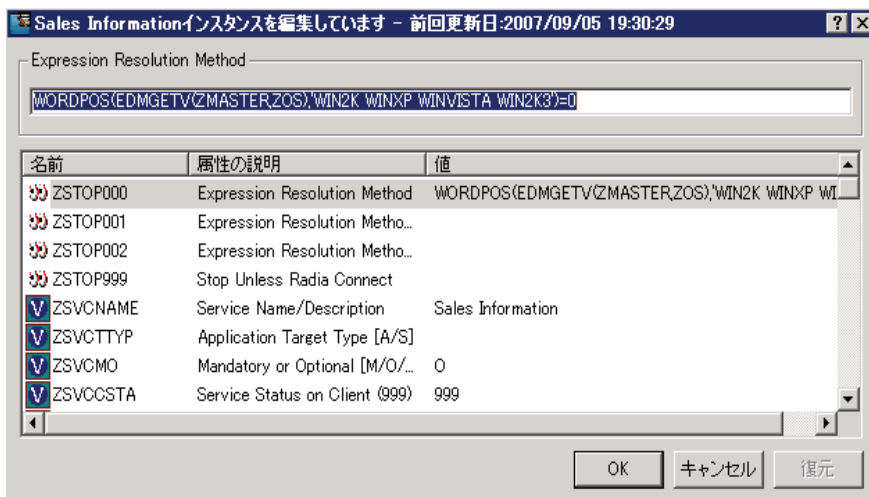 Sales Informationインスタンスを編集しています - 前回更新日:2007/09/05 19:30:29
Expression Resolution Method
WORDPOS(EDMGETV(ZMASTER,ZOS),'WIN2K WINXP WINVISTA WIN2K3')=0
名前 属性の説明 値
ZSTOP000 Expression Resolution Method WORDPOS(EDMGETV(ZMASTER,ZOS),'WIN2K WINXP WI
ZSTOP001 Expression Resolution Metho...
ZSTOP002 Expression Resolution Metho...
ZSTOP999 Stop Unless Radia Connect
V ZSVCNAME Service Name/Description Sales Information
V ZSVCTTYP Application Target Type [A/S]
V ZSVCMO Mandatory or Optional [M/O/... O
V ZSVCCSTA Service Status on Client (999) 999
OK キャンセル 復元